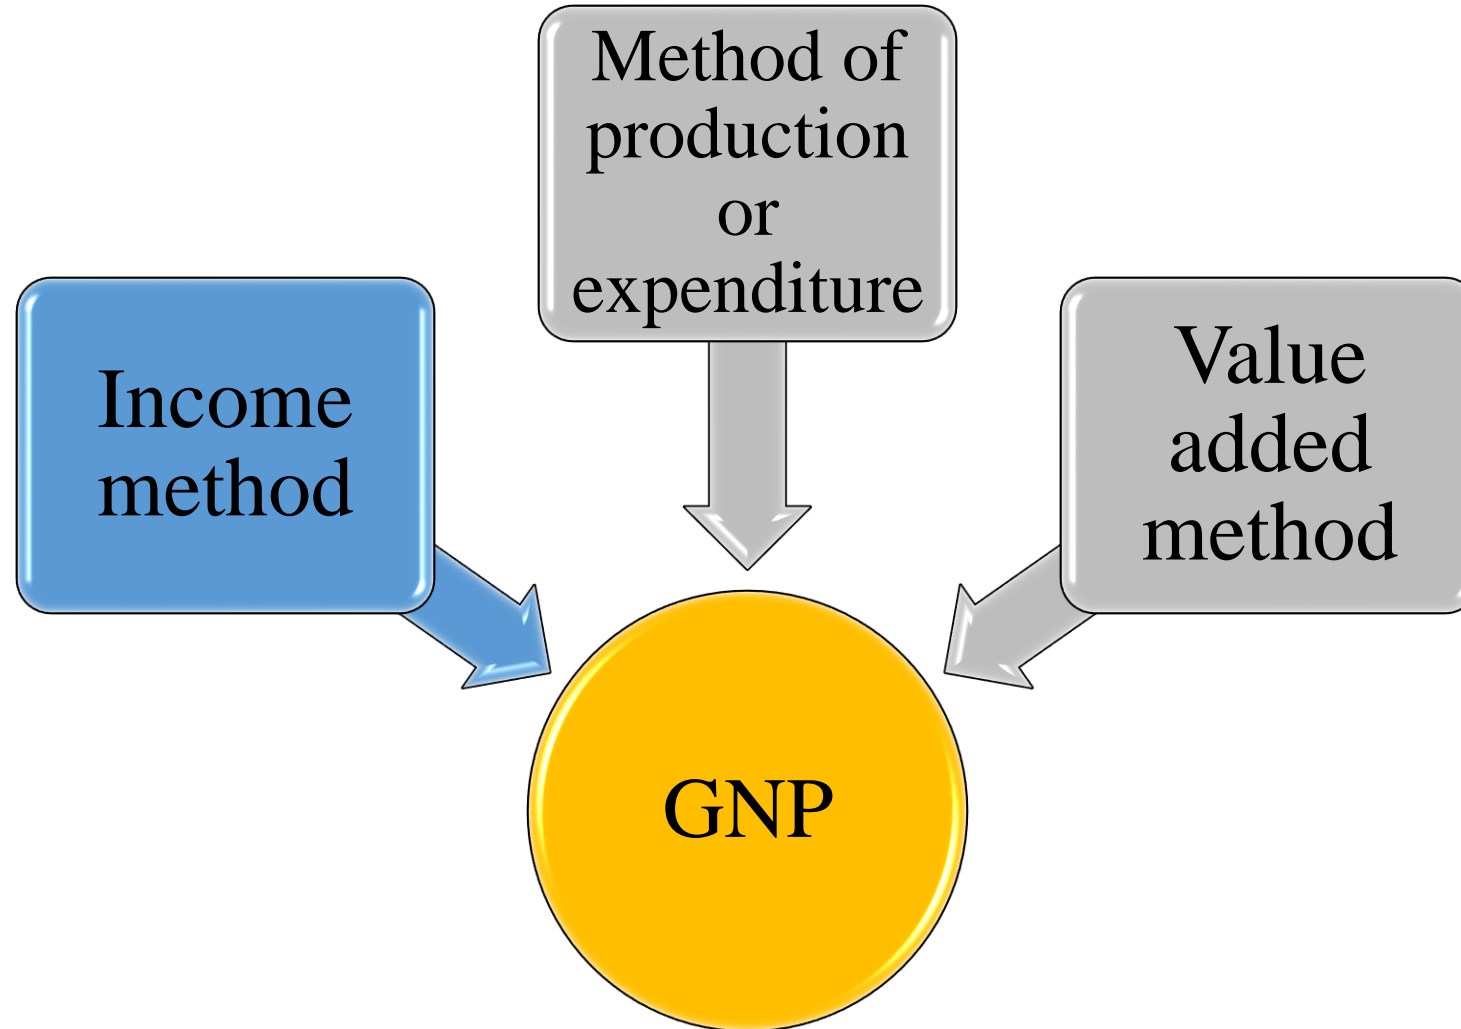 Method of
production
or
expenditure
Income
method
Value
added
method
GNP